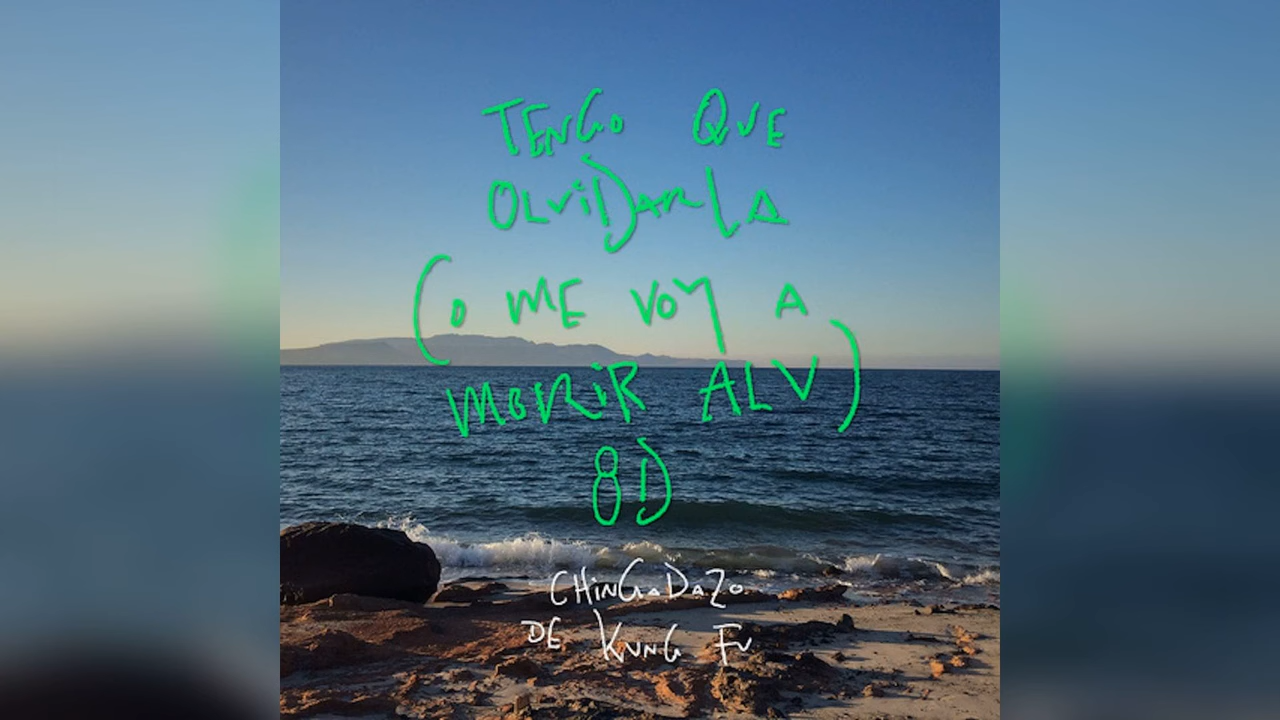 TENGO QUE
OLViDARLA
(O ME VOY A
MORiR ALV)
8D
CHiNGaDaZo
DE KUNG FU